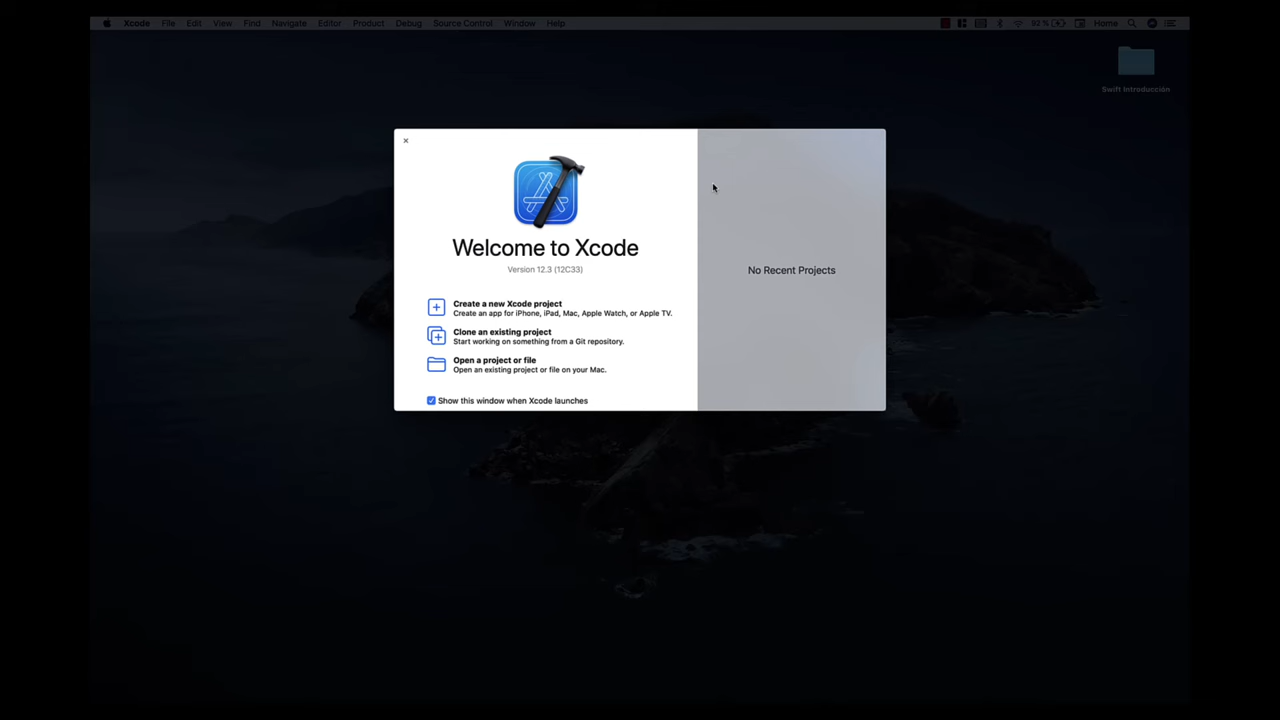 Xcode File Edit View Find Navigate Editor Product Debug Source Control Window Help 92 % Home
Swift Introducción
Welcome to Xcode
Version 12.3 (12C33)
Create a new Xcode project
Create an app for iPhone, iPad, Mac, Apple Watch, or Apple TV.
Clone an existing project
Start working on something from a Git repository.
Open a project or file
Open an existing project or file on your Mac.
Show this window when Xcode launches
No Recent Projects